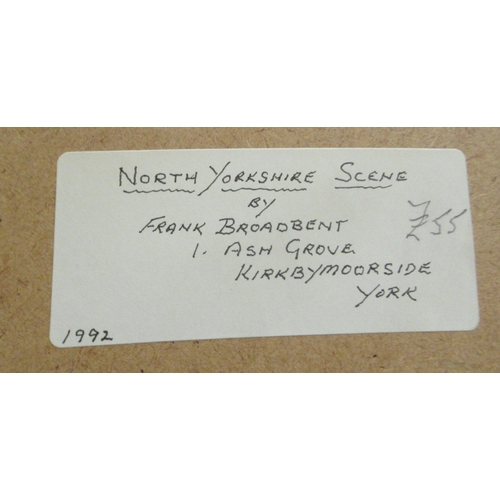 NORTH YORKSHIRE SCENE
BY
FRANK BROADBENT
£55
1. ASH GROVE
KIRKBYMOORSIDE
YORK
1992